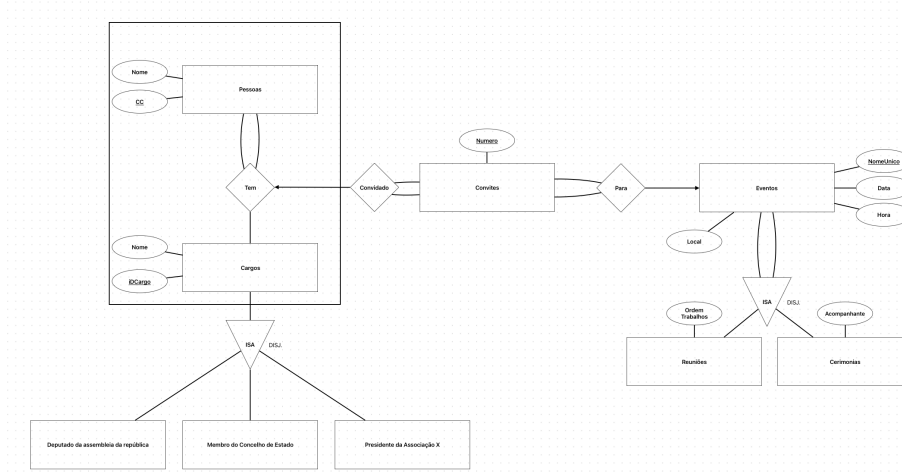 Nome
Pessoas
CC
Numero
NomeUnico
Tem
Convidado
Convites
Para
Eventos
Data
Hora
Nome
Local
Cargos
iDCargo
ISA
DISJ.
Ordem
Trabalhos
Acompanhante
ISA
DISJ.
Reuniões
Cerimonias
Deputado da assembleia da república
Membro do Concelho de Estado
Presidente da Associação X